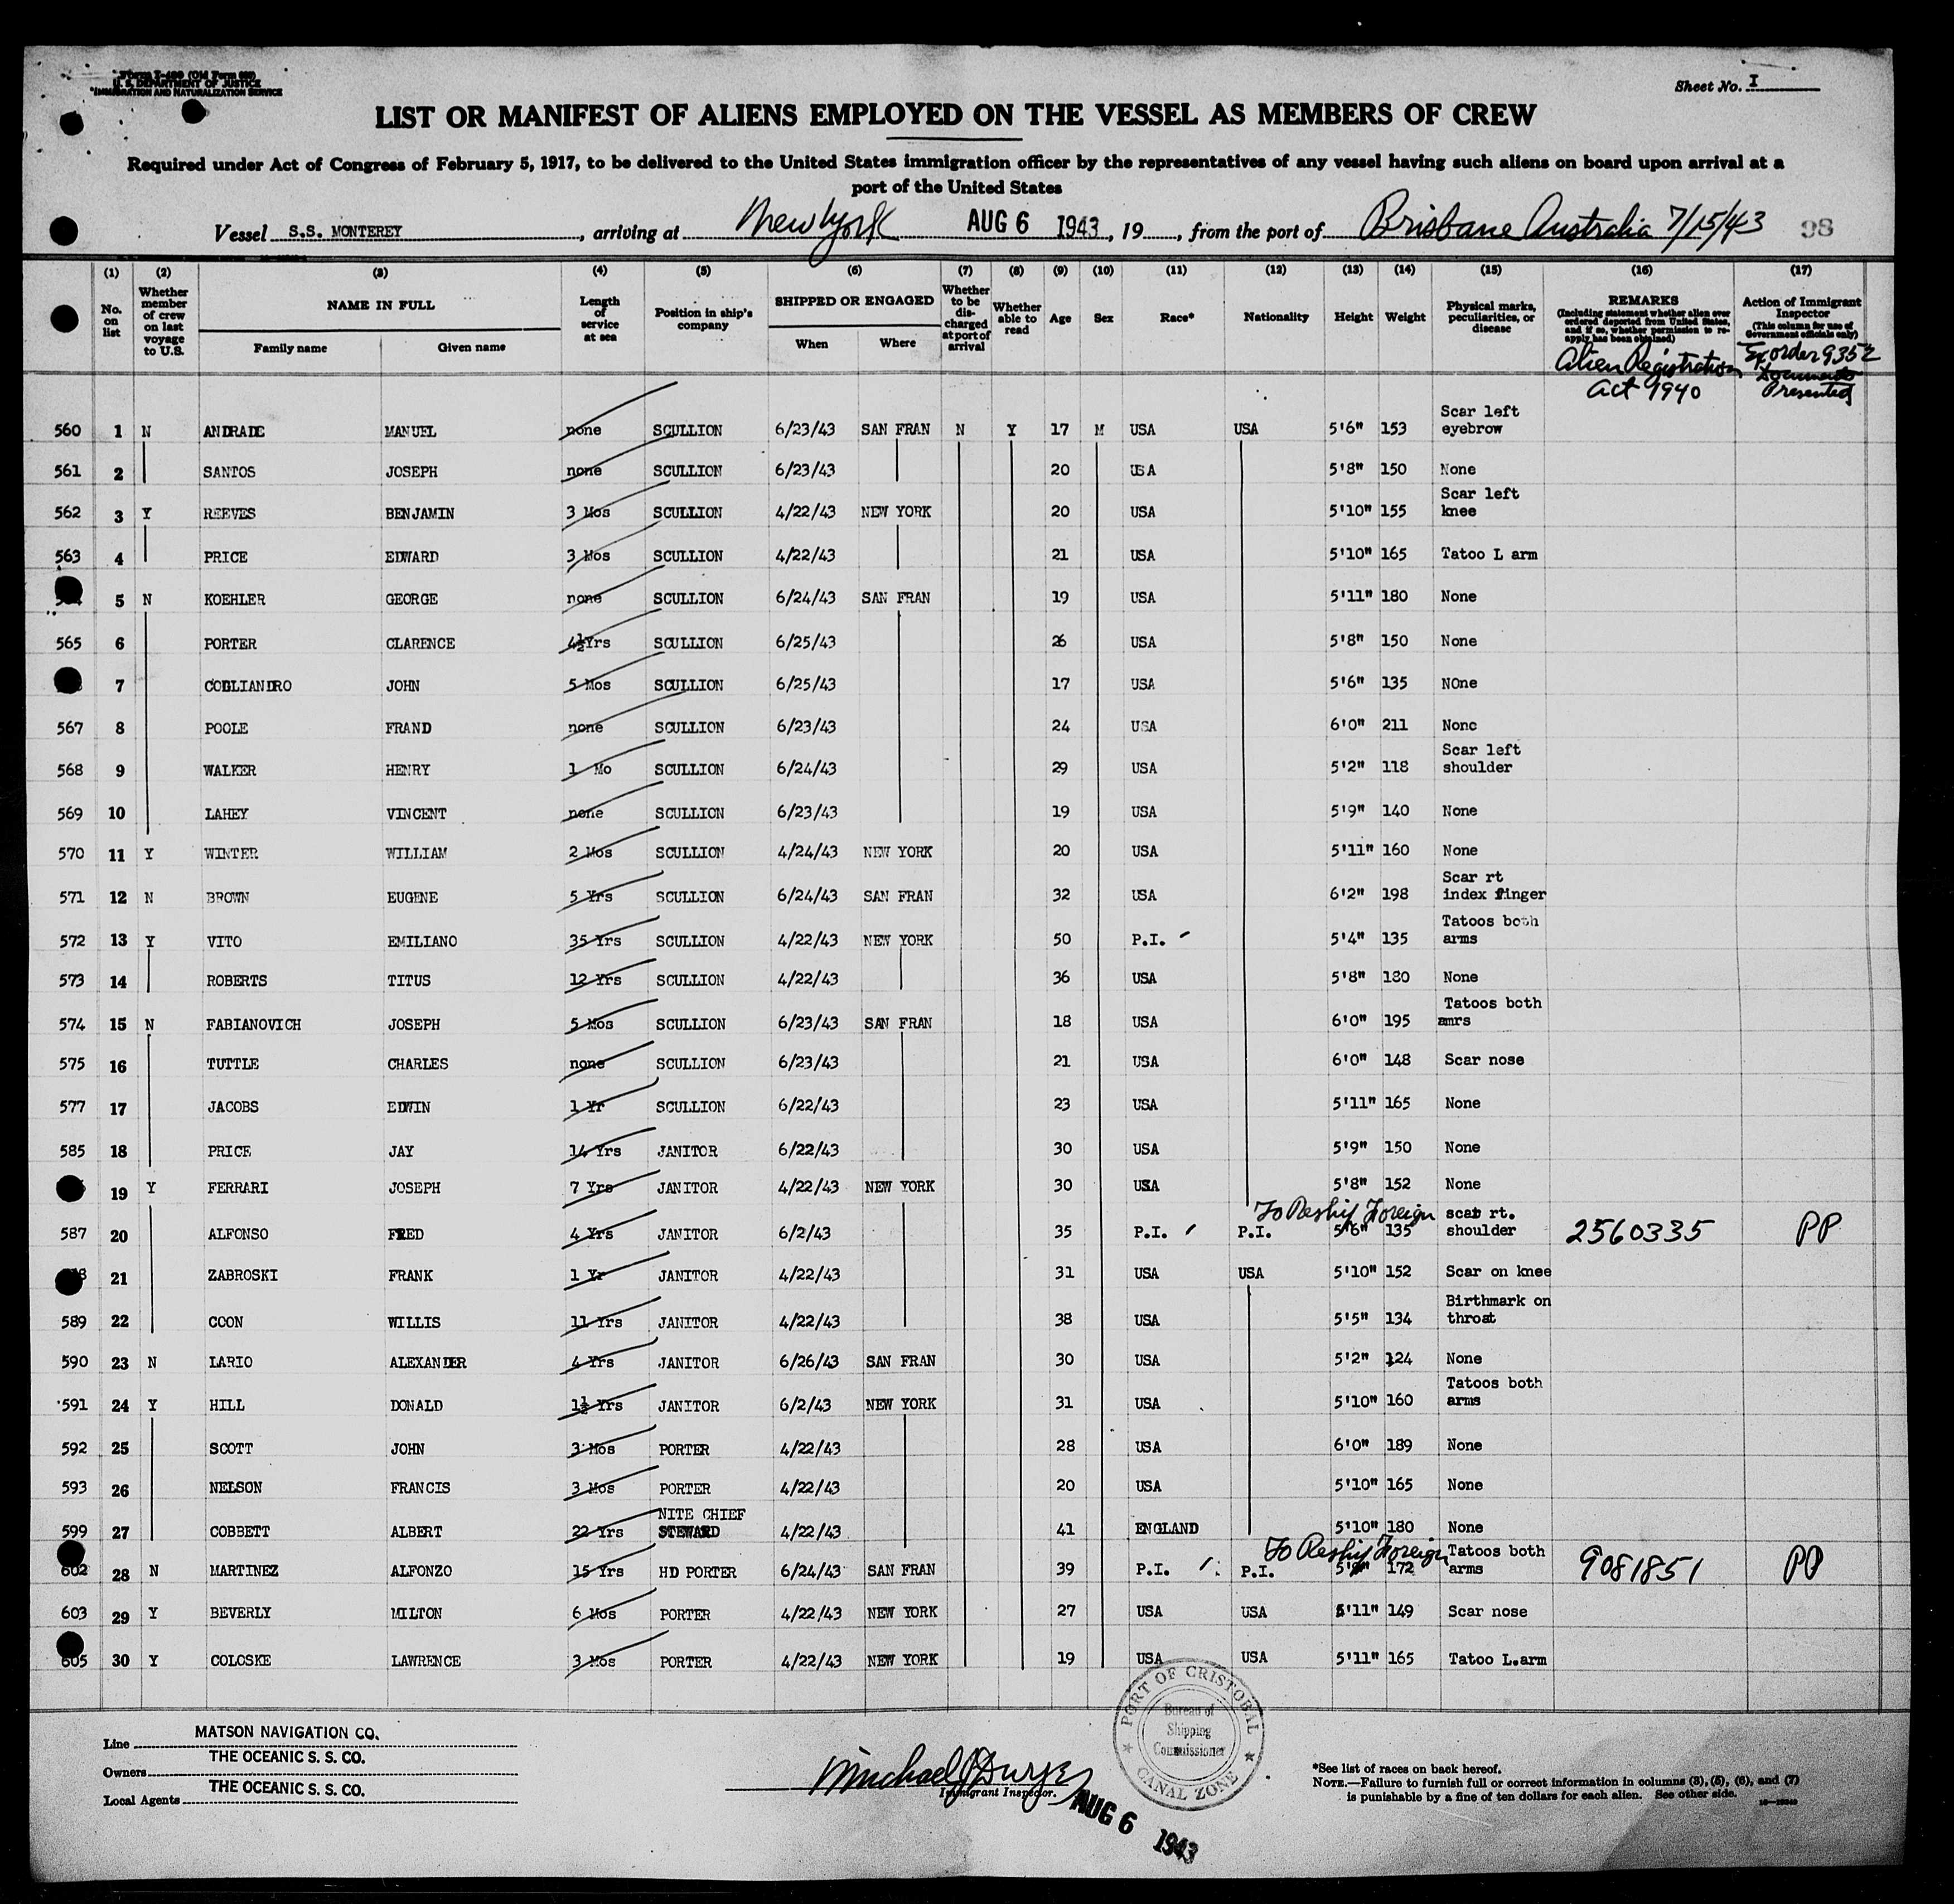 Form I-489 (Old Form 689)
U. S. DEPARTMENT OF JUSTICE
IMMIGRATION AND NATURALIZATION SERVICE
Sheet No. I
LIST OR MANIFEST OF ALIENS EMPLOYED ON THE VESSEL AS MEMBERS OF CREW
Required under Act of Congress of February 5, 1917, to be delivered to the United States immigration officer by the representatives of any vessel having such aliens on board upon arrival at a
port of the United States
Vessel S.S. MONTEREY, arriving at New York AUG 6 1943, 19, from the port of Brisbane Australia 7/15/43 98
(1) (2) (3) (4) (5) (6) (7) (8) (9) (10) (11) (12) (13) (14) (15) (16) (17)
No. on list
Whether member of crew on last voyage to U.S.
NAME IN FULL
Family name Given name
Length of service at sea
Position in ship's company
SHIPPED OR ENGAGED
When Where
Whether to be discharged at port of arrival
Whether able to read
Age
Sex
Race*
Nationality
Height
Weight
Physical marks, peculiarities, or disease
REMARKS
(Including statement whether alien ever ordered deported from United States, and if so, whether permission to reapply has been obtained)
Alien Registration
Act 1940
Action of Immigrant Inspector
(This column for use of Government officials only)
Ex order 9352
Documents
Presented
560 1 N ANDRADE MANUEL none SCULLION 6/23/43 SAN FRAN N Y 17 M USA USA 5'6" 153 Scar left eyebrow
561 2 SANTOS JOSEPH none SCULLION 6/23/43 20 USA 5'8" 150 None
562 3 Y REEVES BENJAMIN 3 Mos SCULLION 4/22/43 NEW YORK 20 USA 5'10" 155 Scar left knee
563 4 PRICE EDWARD 3 Mos SCULLION 4/22/43 21 USA 5'10" 165 Tatoo L arm
5 N KOEHLER GEORGE none SCULLION 6/24/43 SAN FRAN 19 USA 5'11" 180 None
565 6 PORTER CLARENCE 4½Yrs SCULLION 6/25/43 26 USA 5'8" 150 None
7 COGLIANDRO JOHN 5 Mos SCULLION 6/25/43 17 USA 5'6" 135 NOne
567 8 POOLE FRAND none SCULLION 6/23/43 24 USA 6'0" 211 None
568 9 WALKER HENRY 1 Mo SCULLION 6/24/43 29 USA 5'2" 118 Scar left shoulder
569 10 LAHEY VINCENT none SCULLION 6/23/43 19 USA 5'9" 140 None
570 11 Y WINTER WILLIAM 2 Mos SCULLION 4/24/43 NEW YORK 20 USA 5'11" 160 None
571 12 N BROWN EUGENE 5 Yrs SCULLION 6/24/43 SAN FRAN 32 USA 6'2" 198 Scar rt index finger
572 13 Y VITO EMILIANO 35 Yrs SCULLION 4/22/43 NEW YORK 50 P.I. 5'4" 135 Tatoos both arms
573 14 ROBERTS TITUS 12 Yrs SCULLION 4/22/43 36 USA 5'8" 180 None
574 15 N FABIANOVICH JOSEPH 5 Mos SCULLION 6/23/43 SAN FRAN 18 USA 6'0" 195 Tatoos both amrs
575 16 TUTTLE CHARLES none SCULLION 6/23/43 21 USA 6'0" 148 Scar nose
577 17 JACOBS EDWIN 1 Yr SCULLION 6/22/43 23 USA 5'11" 165 None
585 18 PRICE JAY 14 Yrs JANITOR 6/22/43 30 USA 5'9" 150 None
19 Y FERRARI JOSEPH 7 Yrs JANITOR 4/22/43 NEW YORK 30 USA 5'8" 152 None
587 20 ALFONSO FRED 4 Yrs JANITOR 6/2/43 35 P.I. P.I. To Reship Foreign 5'6" 135 scar rt. shoulder 2560335 PP
21 ZABROSKI FRANK 1 Yr JANITOR 4/22/43 31 USA USA 5'10" 152 Scar on knee
589 22 COON WILLIS 11 Yrs JANITOR 4/22/43 38 USA 5'5" 134 Birthmark on throat
590 23 N LARIO ALEXANDER 4 Yrs JANITOR 6/26/43 SAN FRAN 30 USA 5'2" 124 None
591 24 Y HILL DONALD 1½ Yrs JANITOR 6/2/43 NEW YORK 31 USA 5'10" 160 Tatoos both arms
592 25 SCOTT JOHN 3 Mos PORTER 4/22/43 28 USA 6'0" 189 None
593 26 NELSON FRANCIS 3 Mos PORTER 4/22/43 20 USA 5'10" 165 None
599 27 COBBETT ALBERT 22 Yrs NITE CHIEF STEWARD 4/22/43 41 ENGLAND 5'10" 180 None
602 28 N MARTINEZ ALFONZO 15 Yrs HD PORTER 6/24/43 SAN FRAN 39 P.I. P.I. To Reship Foreign 172 Tatoos both arms 9081851 PP
603 29 Y BEVERLY MILTON 6 Mos PORTER 4/22/43 NEW YORK 27 USA USA 5'11" 149 Scar nose
605 30 Y COLOSKE LAWRENCE 3 Mos PORTER 4/22/43 NEW YORK 19 USA USA 5'11" 165 Tatoo L.arm
Line MATSON NAVIGATION CO.
Owners THE OCEANIC S. S. CO.
Local Agents THE OCEANIC S. S. CO.
Michael
Immigrant Inspector.
AUG 6 1943
PORT OF CRISTOBAL
Bureau of
Shipping
Commissioner
CANAL ZONE
*See list of races on back hereof.
NOTE.—Failure to furnish full or correct information in columns (3), (5), (6), and (7)
is punishable by a fine of ten dollars for each alien. See other side.